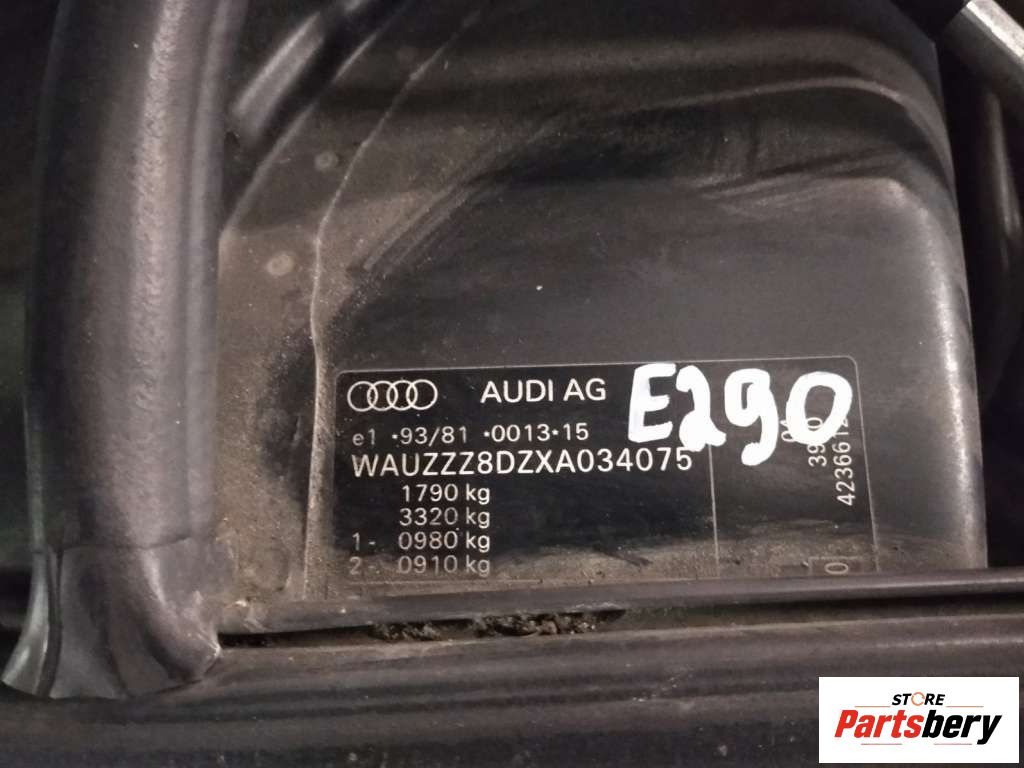 AUDI AG
E290
e1 ·93/81 ·0013·15
WAUZZZ8DZXA034075
1790 kg
3320 kg
1- 0980 kg
2- 0910 kg
STORE
Partsbery